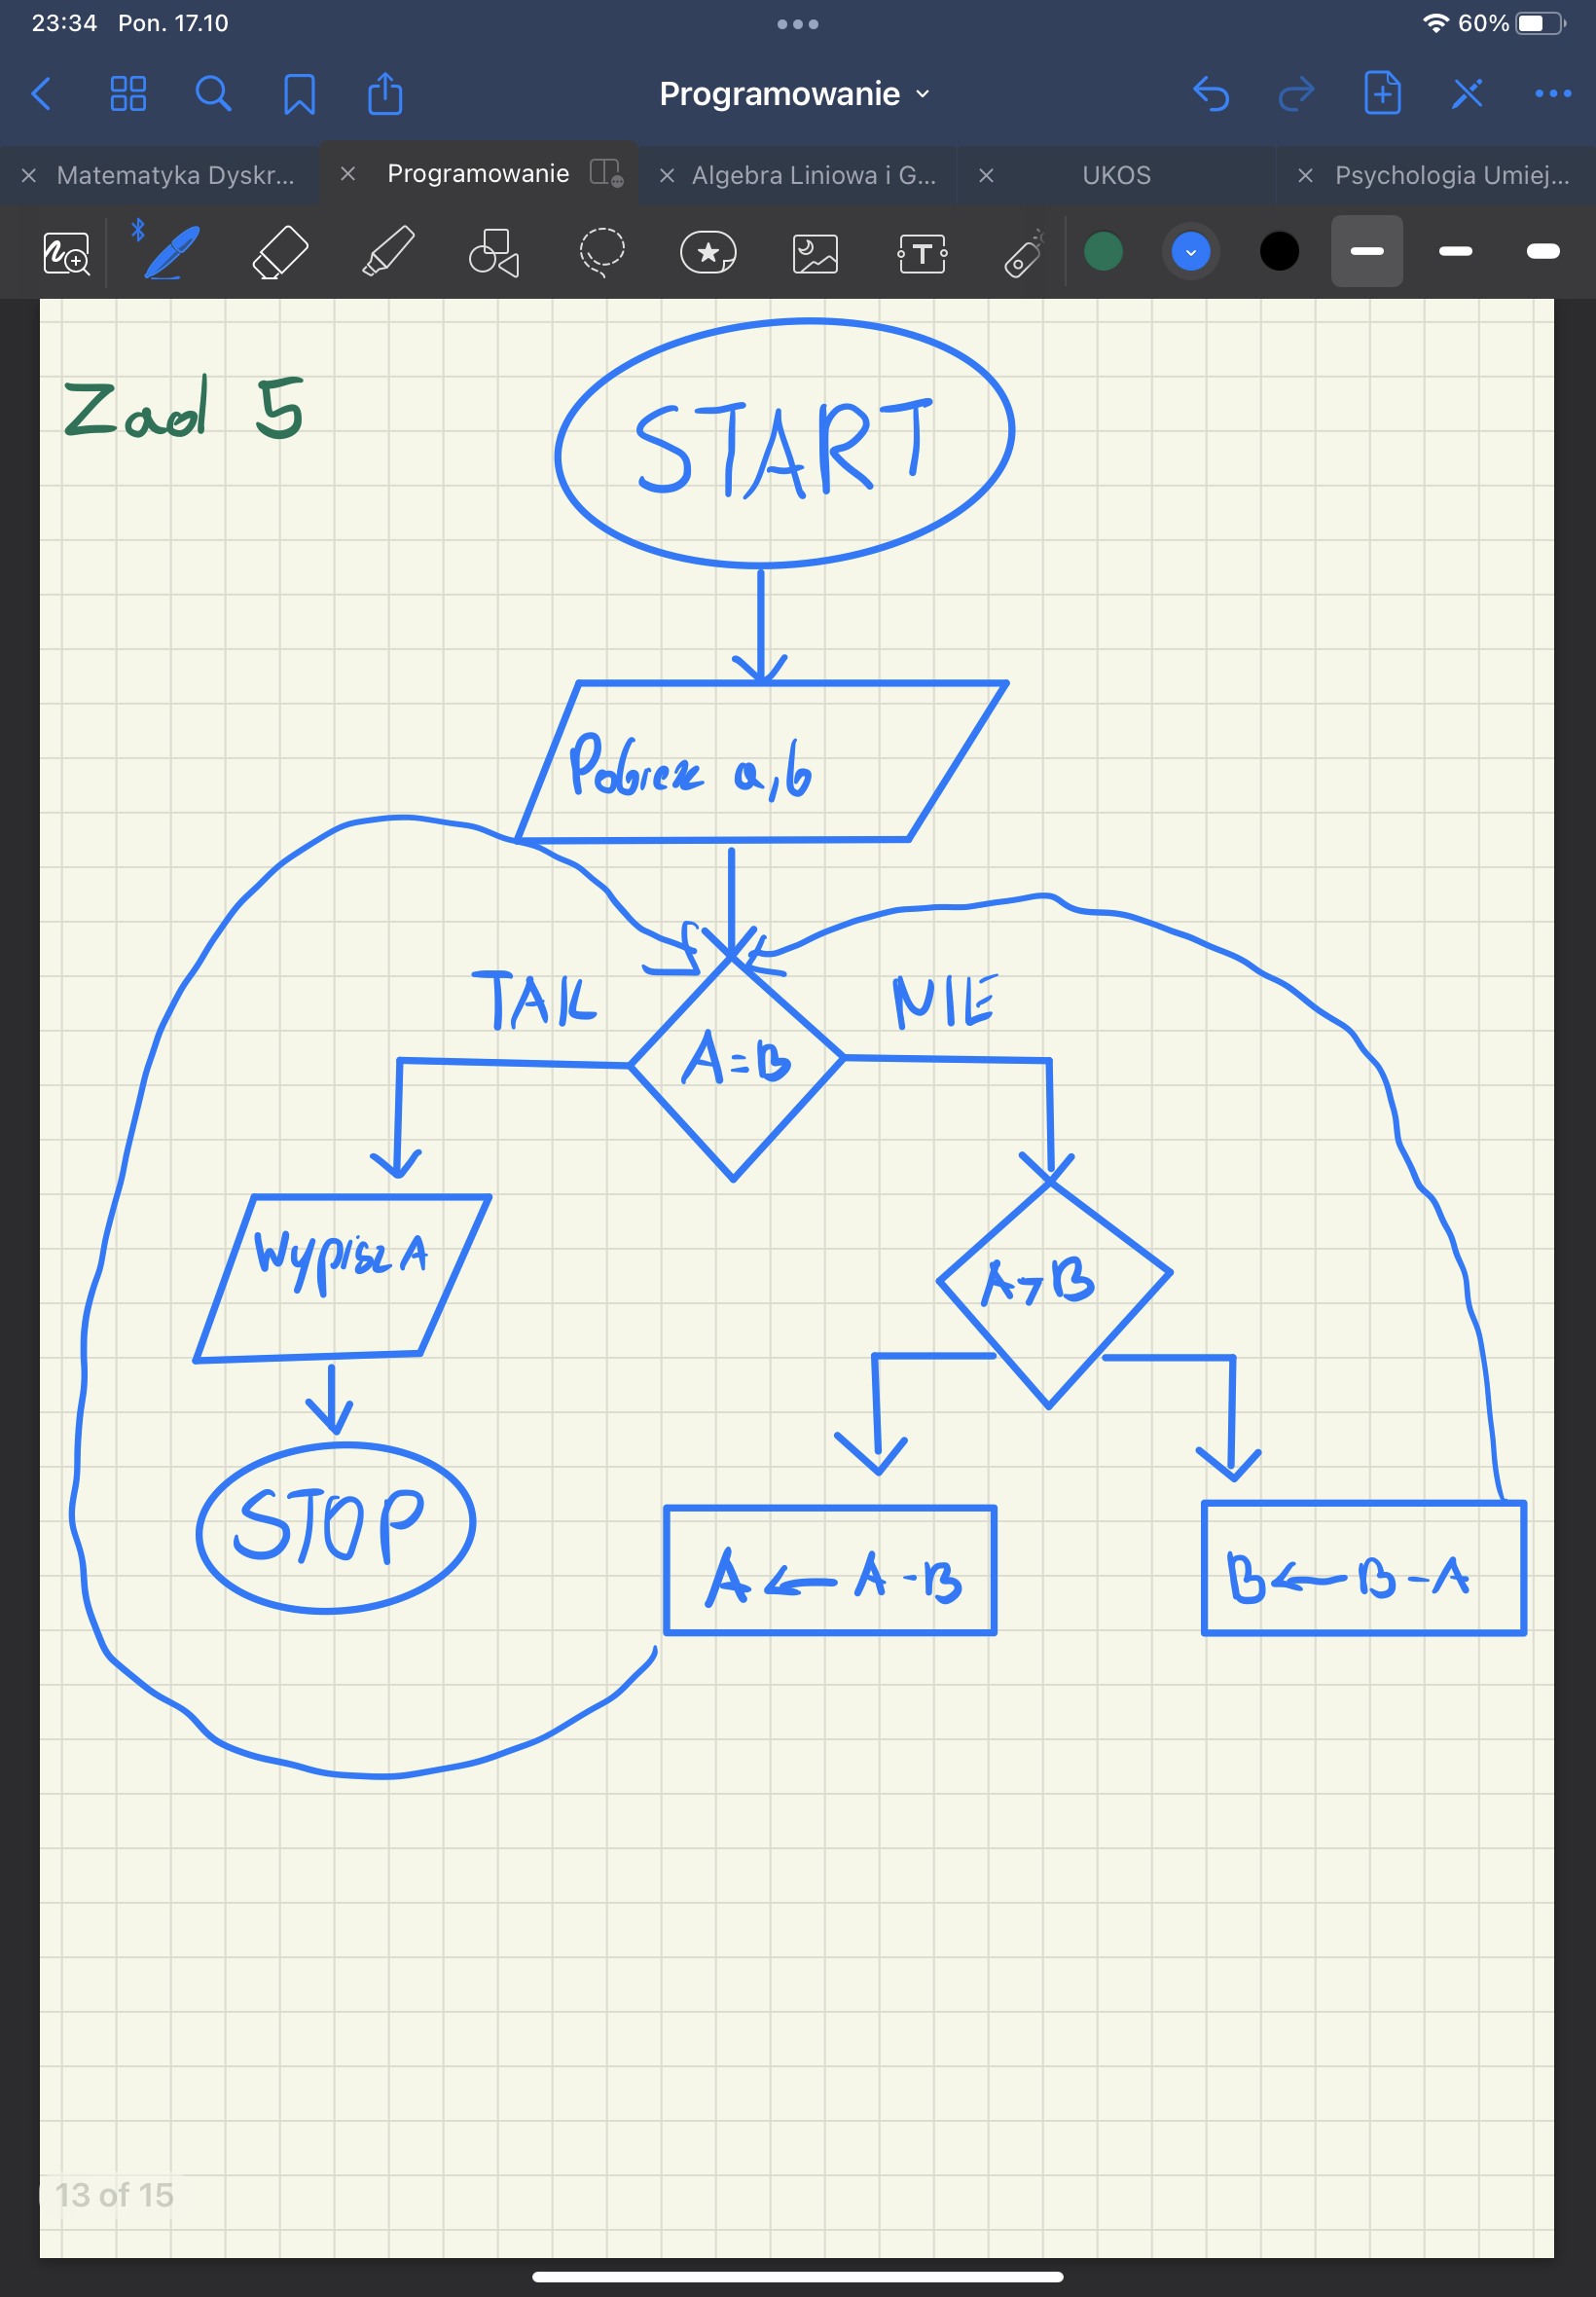 23:34 Pon. 17.10 60%
Programowanie
Matematyka Dyskr... Programowanie Algebra Liniowa i G... UKOS Psychologia Umiej...
T
Zad 5
START
Pobierz a,b
TAK NIE
A=B
Wypisz A
A>B
STOP
A ← A-B
B ← B-A
13 of 15